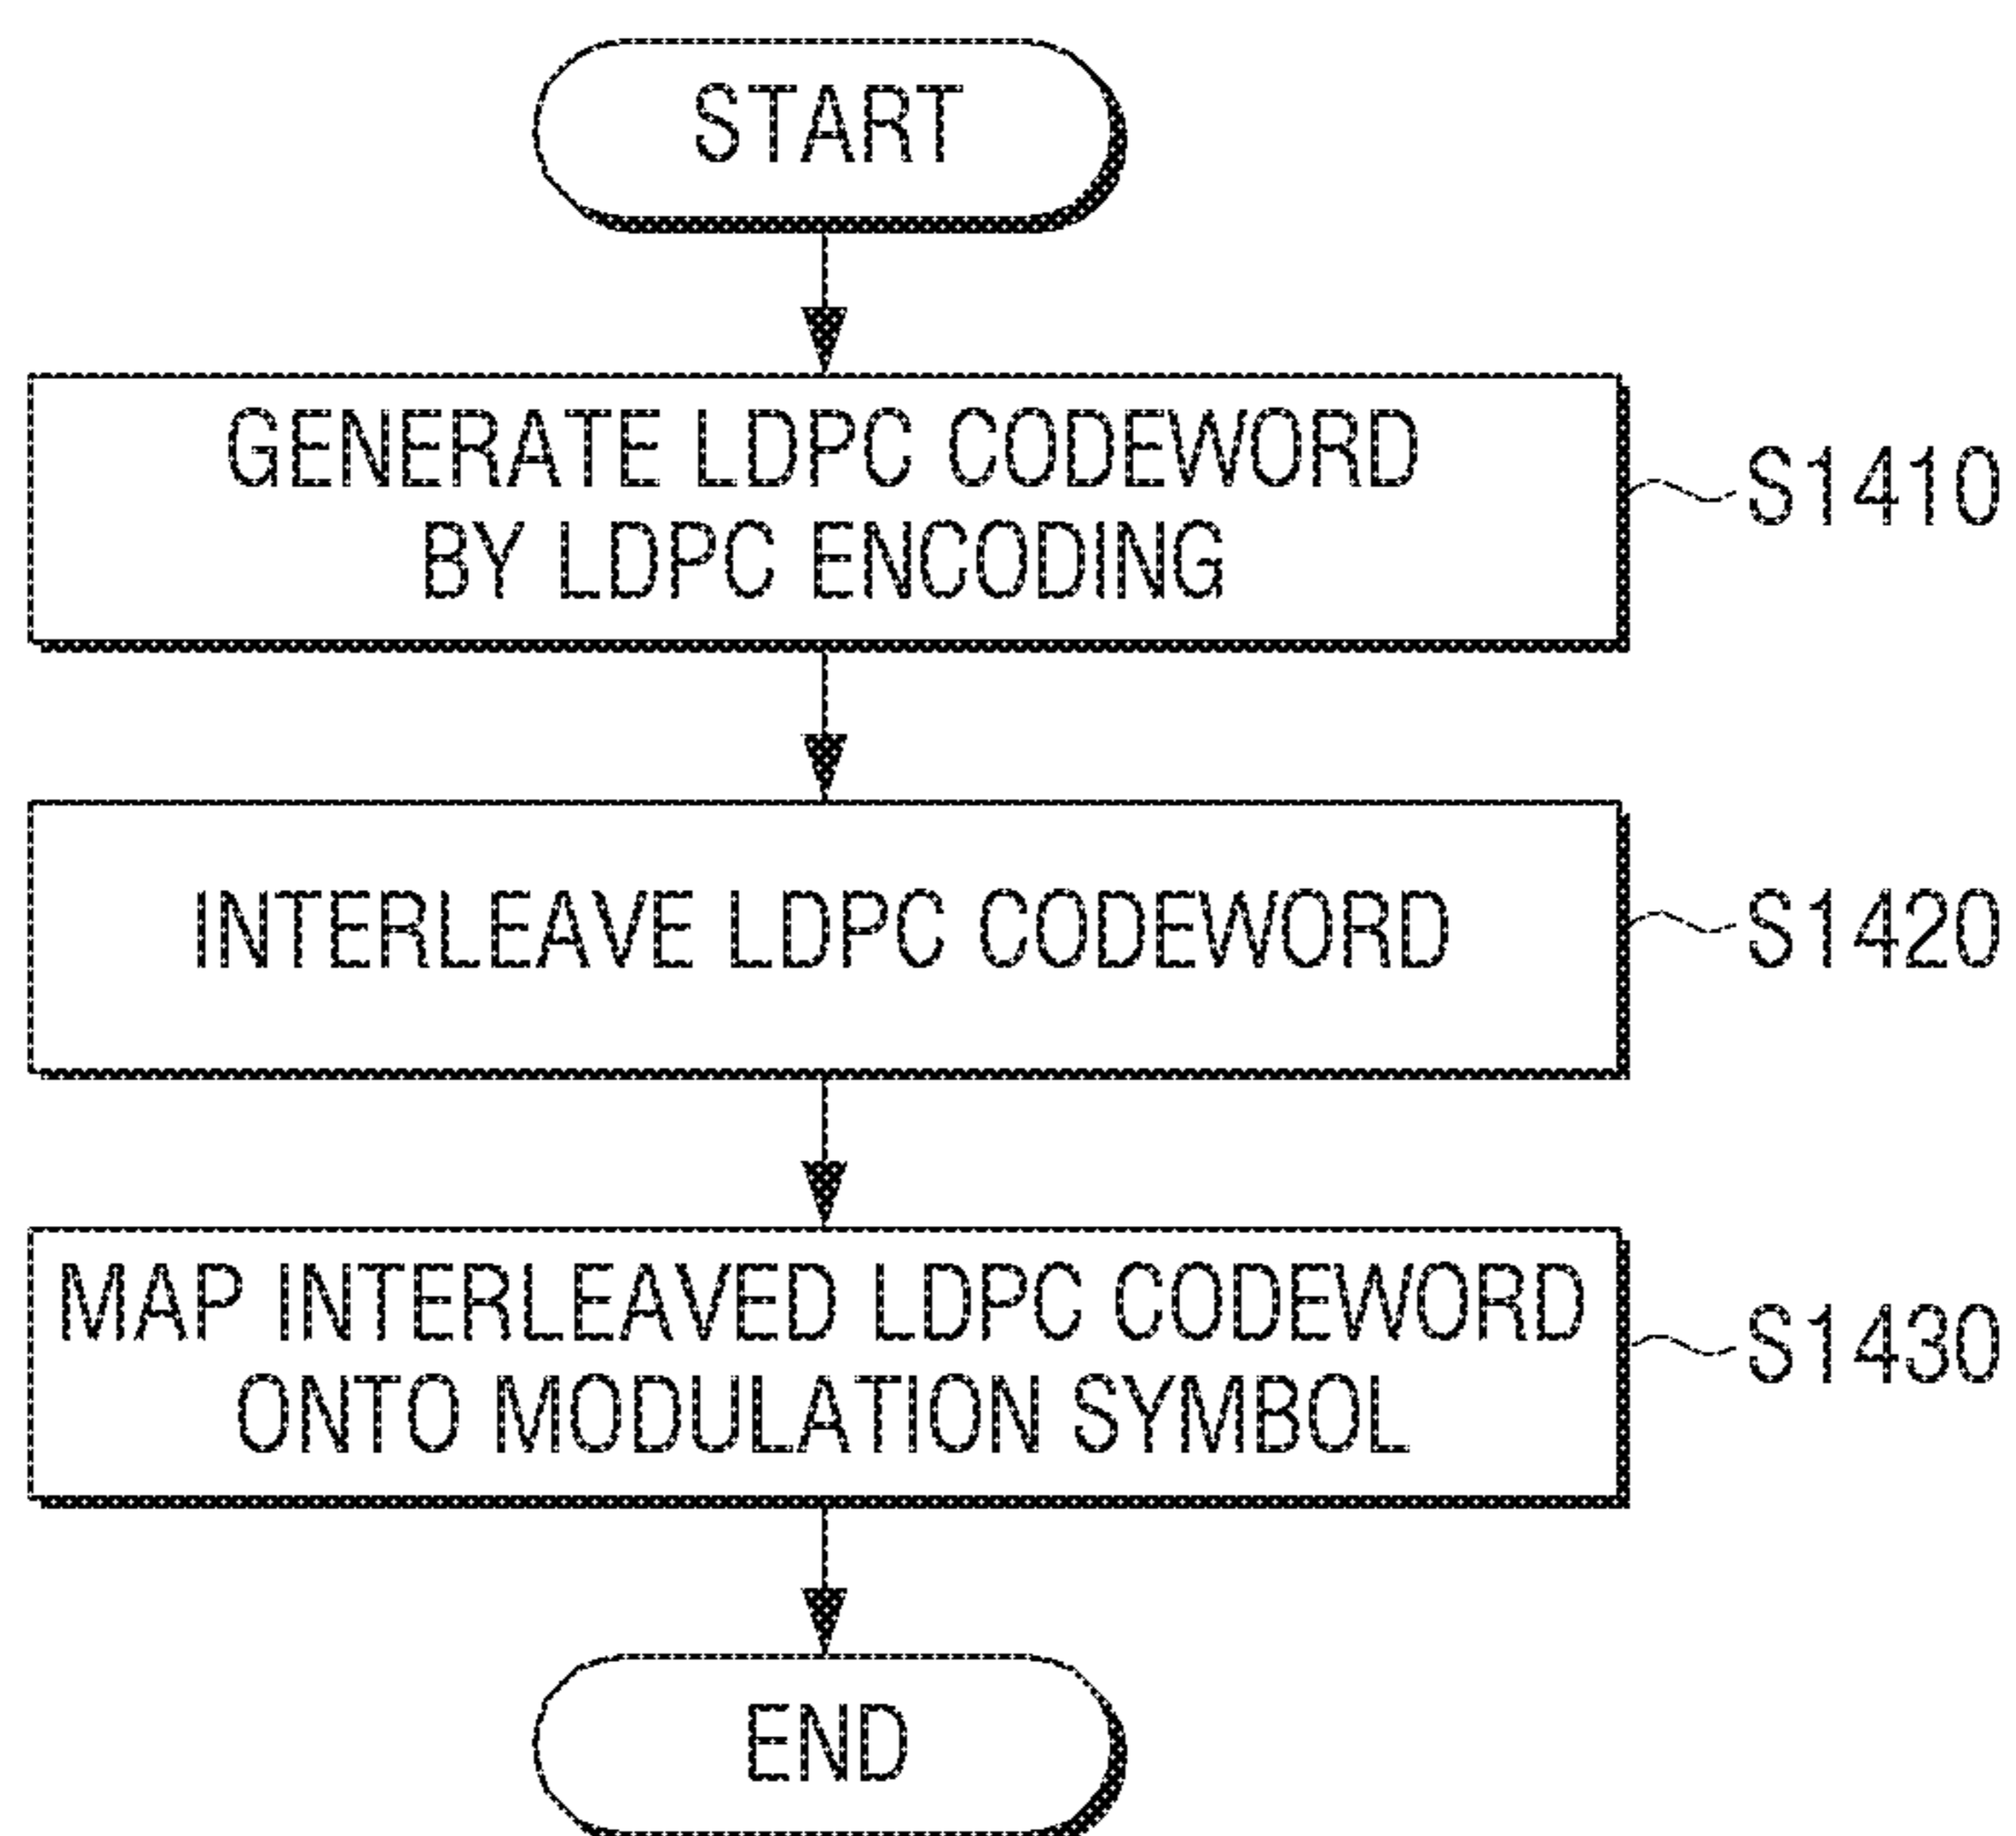 START
GENERATE LDPC CODEWORD
BY LDPC ENCODING
S1410
INTERLEAVE LDPC CODEWORD
S1420
MAP INTERLEAVED LDPC CODEWORD
ONTO MODULATION SYMBOL
S1430
END